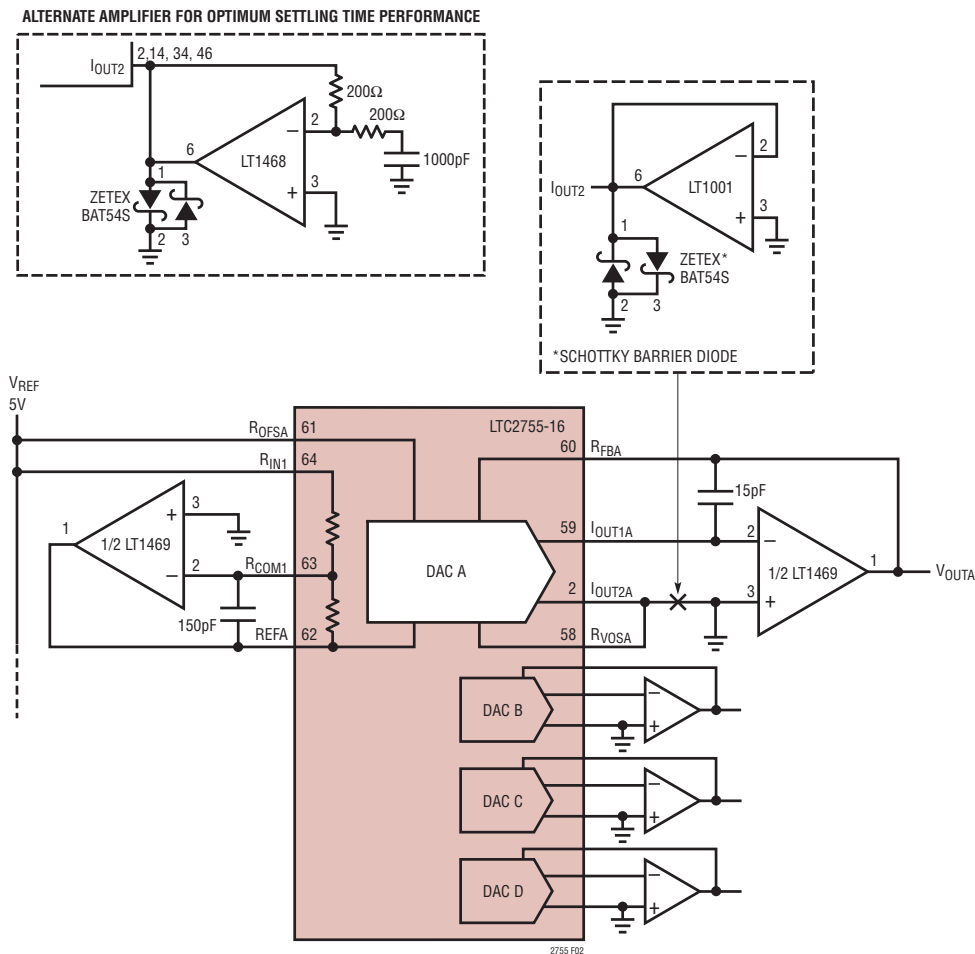 ALTERNATE AMPLIFIER FOR OPTIMUM SETTLING TIME PERFORMANCE
2,14, 34, 46
IOUT2
200Ω
200Ω
2
−
6
LT1468
1000pF
1
3
+
ZETEX
BAT54S
2
3
2
−
6
LT1001
IOUT2
3
+
1
ZETEX*
BAT54S
2
3
*SCHOTTKY BARRIER DIODE
VREF
5V
ROFSA
61
LTC2755-16
60
RFBA
RIN1
64
15pF
3
+
1
1/2 LT1469
59
IOUT1A
2
−
2
−
RCOM1
63
DAC A
1
1/2 LT1469
VOUTA
2
IOUT2A
3
+
150pF
REFA
62
58
RVOSA
DAC B
−
+
DAC C
−
+
DAC D
−
+
2755 F02